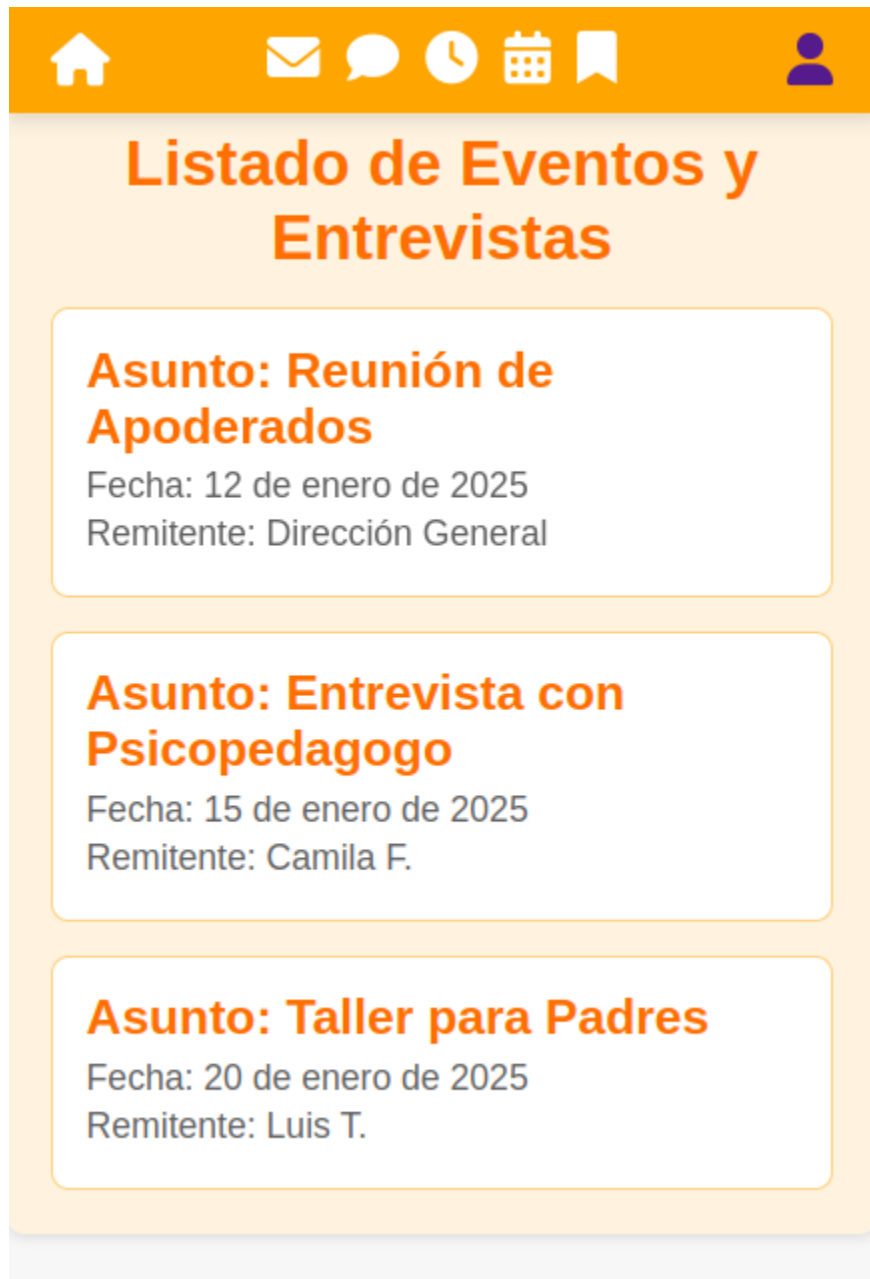 Listado de Eventos y
Entrevistas
Asunto: Reunión de
Apoderados
Fecha: 12 de enero de 2025
Remitente: Dirección General
Asunto: Entrevista con
Psicopedagogo
Fecha: 15 de enero de 2025
Remitente: Camila F.
Asunto: Taller para Padres
Fecha: 20 de enero de 2025
Remitente: Luis T.